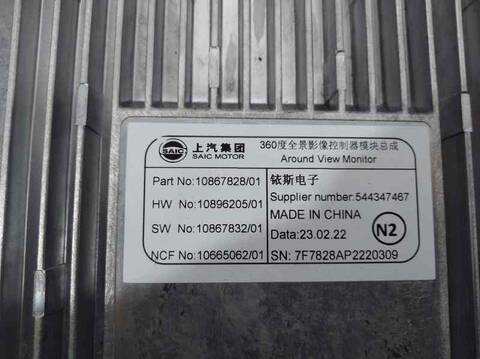 SAIC
上汽集团
SAIC MOTOR
360度全景影像控制器模块总成
Around View Monitor
Part No:10867828/01
HW No:10896205/01
SW No:10867832/01
NCF No:10665062/01
铱斯电子
Supplier number:544347467
MADE IN CHINA
Data:23.02.22
N2
SN: 7F7828AP2220309